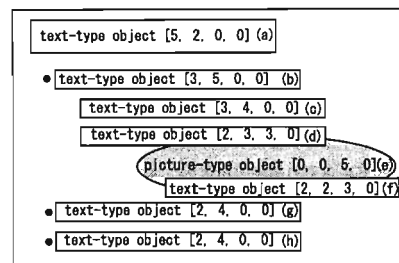 text-type object [5, 2, 0, 0] (a)
● text-type object [3, 5, 0, 0] (b)
text-type object [3, 4, 0, 0] (c)
text-type object [2, 3, 3, 0] (d)
picture-type object [0, 0, 5, 0] (e)
text-type object [2, 2, 3, 0] (f)
● text-type object [2, 4, 0, 0] (g)
● text-type object [2, 4, 0, 0] (h)